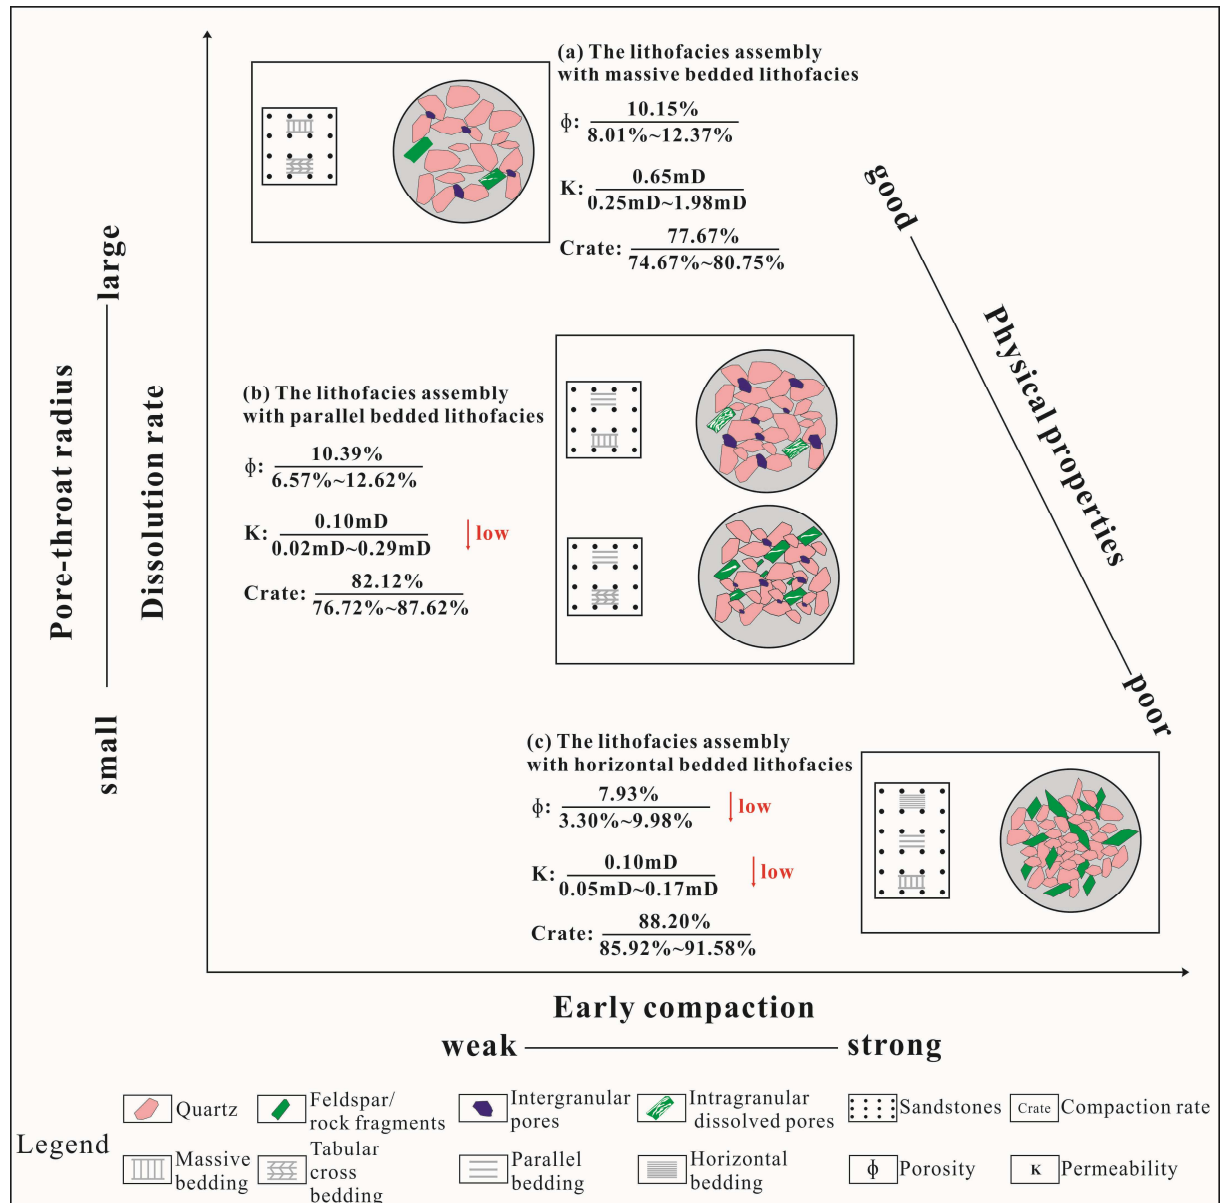 (a) The lithofacies assembly
with massive bedded lithofacies
ϕ: 10.15%
8.01%~12.37%
K: 0.65mD
0.25mD~1.98mD
Crate: 77.67%
74.67%~80.75%
(b) The lithofacies assembly
with parallel bedded lithofacies
ϕ: 10.39%
6.57%~12.62%
K: 0.10mD
0.02mD~0.29mD
low
Crate: 82.12%
76.72%~87.62%
(c) The lithofacies assembly
with horizontal bedded lithofacies
ϕ: 7.93%
3.30%~9.98%
low
K: 0.10mD
0.05mD~0.17mD
low
Crate: 88.20%
85.92%~91.58%
good
Physical properties
poor
large
Pore-throat radius
Dissolution rate
small
Early compaction
weak
strong
Legend
Quartz
Feldspar/
rock fragments
Intergranular
pores
Intragranular
dissolved pores
Sandstones
Crate
Compaction rate
Massive
bedding
Tabular
cross
bedding
Parallel
bedding
Horizontal
bedding
ϕ
Porosity
K
Permeability